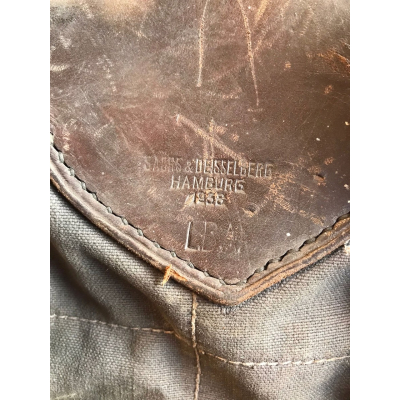 SACHS & DEISSELBERG
HAMBURG
1938
L.B.A.